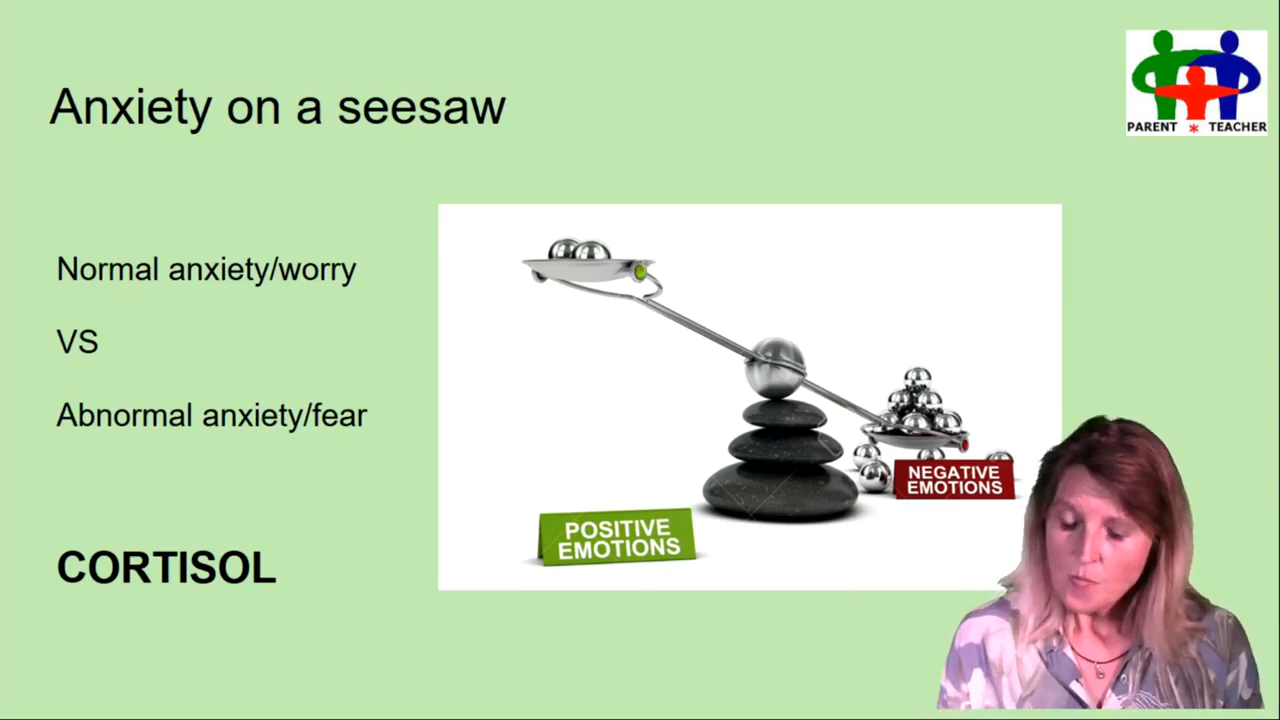 Anxiety on a seesaw
PARENT * TEACHER
Normal anxiety/worry
VS
Abnormal anxiety/fear
CORTISOL
NEGATIVE
EMOTIONS
POSITIVE
EMOTIONS